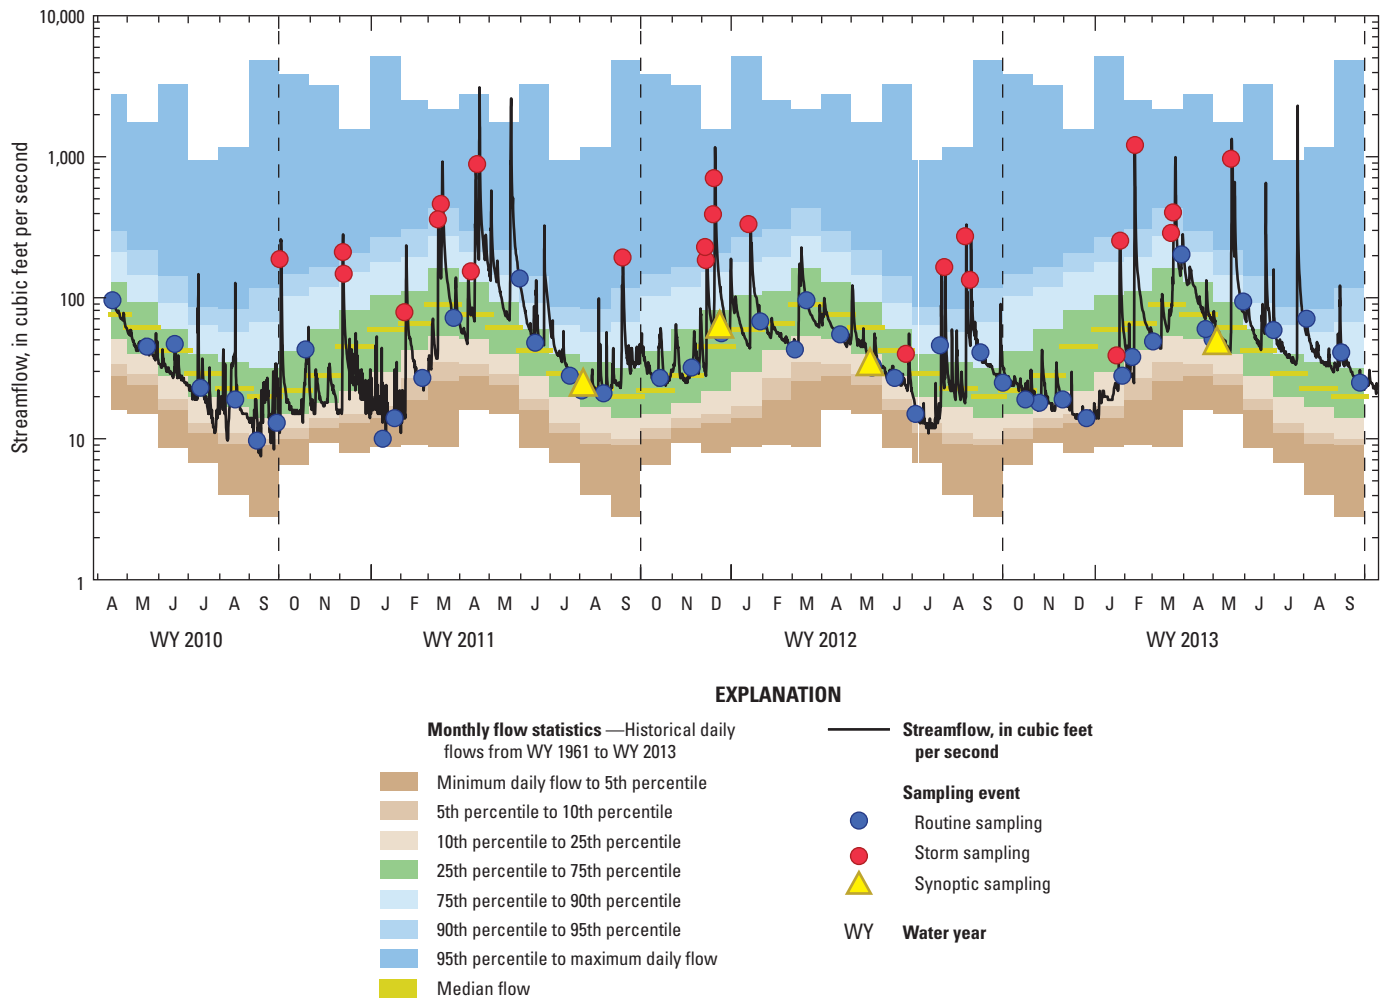 10,000
1,000
100
10
1
Streamflow, in cubic feet per second
A M J J A S O N D J F M A M J J A S O N D J F M A M J J A S O N D J F M A M J J A S
WY 2010 WY 2011 WY 2012 WY 2013
EXPLANATION
Monthly flow statistics —Historical daily
flows from WY 1961 to WY 2013
Minimum daily flow to 5th percentile
5th percentile to 10th percentile
10th percentile to 25th percentile
25th percentile to 75th percentile
75th percentile to 90th percentile
90th percentile to 95th percentile
95th percentile to maximum daily flow
Median flow
Streamflow, in cubic feet
per second
Sampling event
Routine sampling
Storm sampling
Synoptic sampling
WY Water year